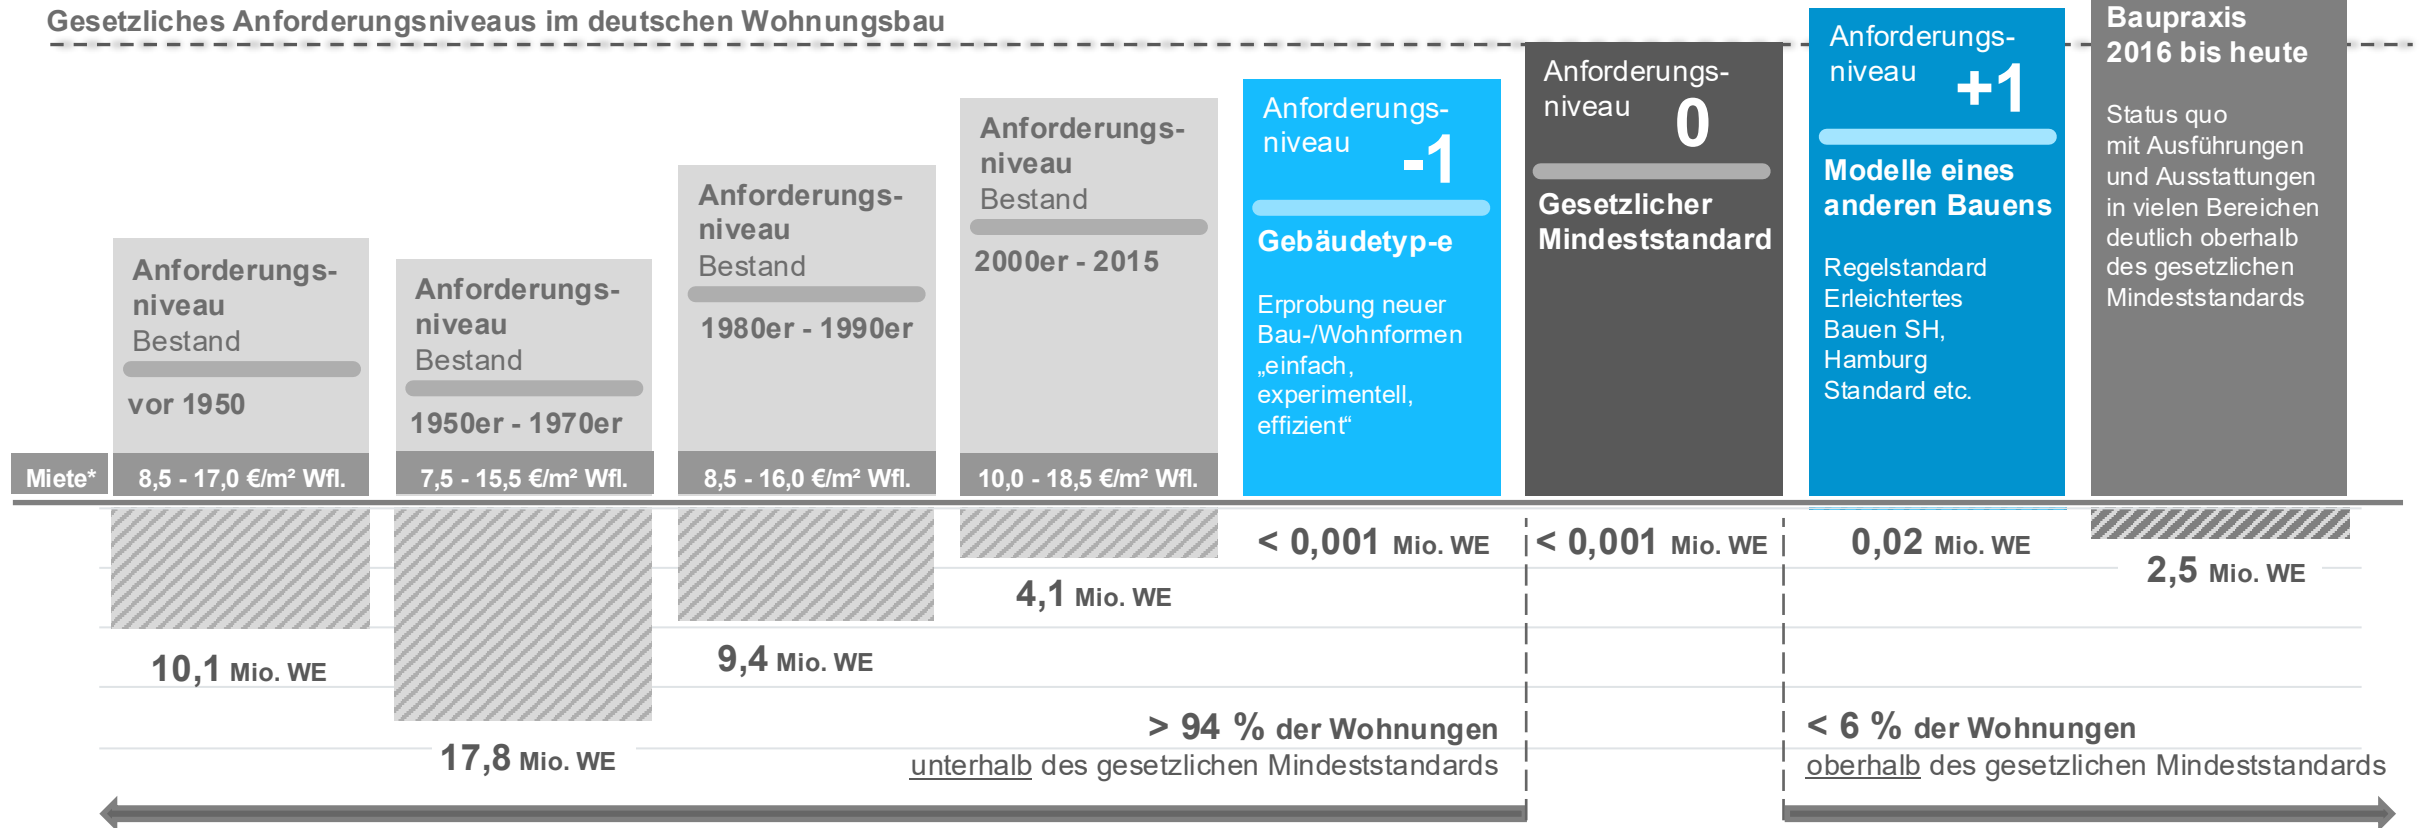 Gesetzliches Anforderungsniveaus im deutschen Wohnungsbau
Anforderungs-
niveau
Bestand
vor 1950
Anforderungs-
niveau
Bestand
1950er - 1970er
Anforderungs-
niveau
Bestand
1980er - 1990er
Anforderungs-
niveau
Bestand
2000er - 2015
Anforderungs-
niveau
-1
Gebäudetyp-e
Erprobung neuer
Bau-/Wohnformen
„einfach,
experimentell,
effizient“
Anforderungs-
niveau
0
Gesetzlicher
Mindeststandard
Anforderungs-
niveau
+1
Modelle eines
anderen Bauens
Regelstandard
Erleichtertes
Bauen SH,
Hamburg
Standard etc.
Baupraxis
2016 bis heute
Status quo
mit Ausführungen
und Ausstattungen
in vielen Bereichen
deutlich oberhalb
des gesetzlichen
Mindeststandards
Miete*
8,5 - 17,0 €/m² Wfl.
7,5 - 15,5 €/m² Wfl.
8,5 - 16,0 €/m² Wfl.
10,0 - 18,5 €/m² Wfl.
10,1 Mio. WE
17,8 Mio. WE
9,4 Mio. WE
4,1 Mio. WE
< 0,001 Mio. WE
< 0,001 Mio. WE
0,02 Mio. WE
2,5 Mio. WE
> 94 % der Wohnungen
unterhalb des gesetzlichen Mindeststandards
< 6 % der Wohnungen
oberhalb des gesetzlichen Mindeststandards